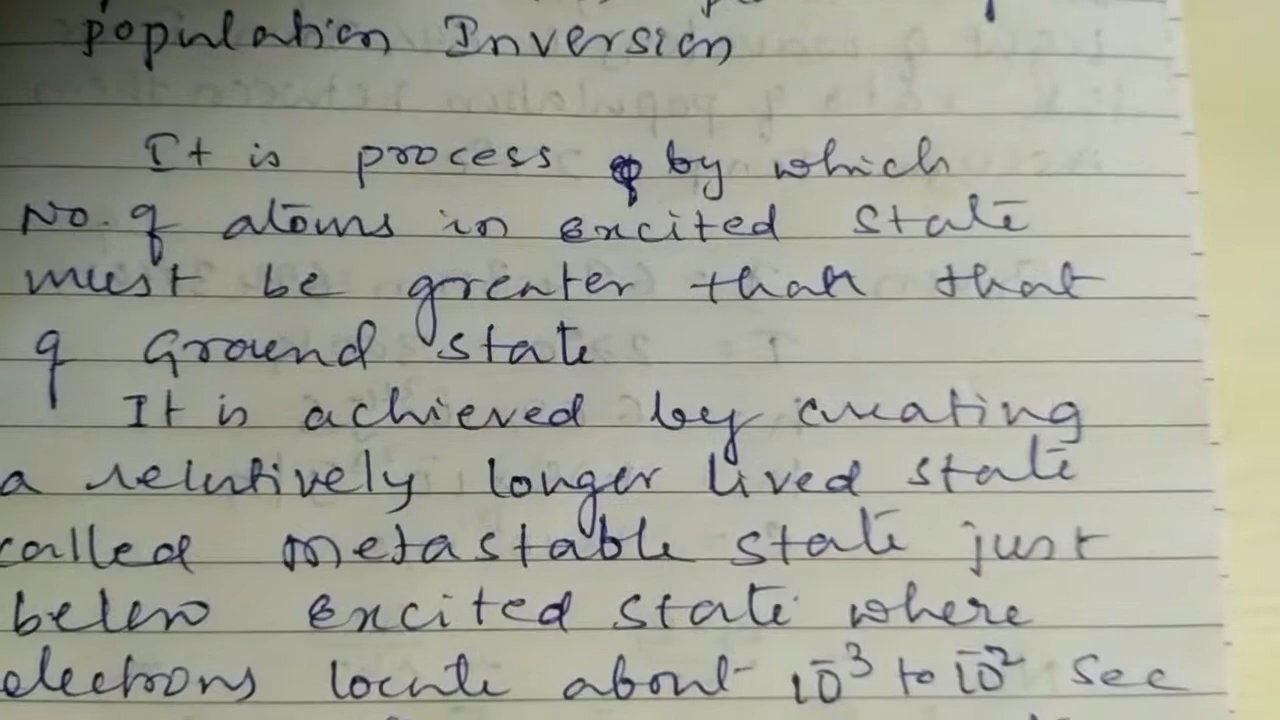 population Inversion
It is process by which
No. of atoms in excited state
must be greater than that
of Ground state
It is achieved by creating
a relatively longer lived state
called metastable state just
below excited state where
electrons locate about 10⁻³ to 10⁻² sec